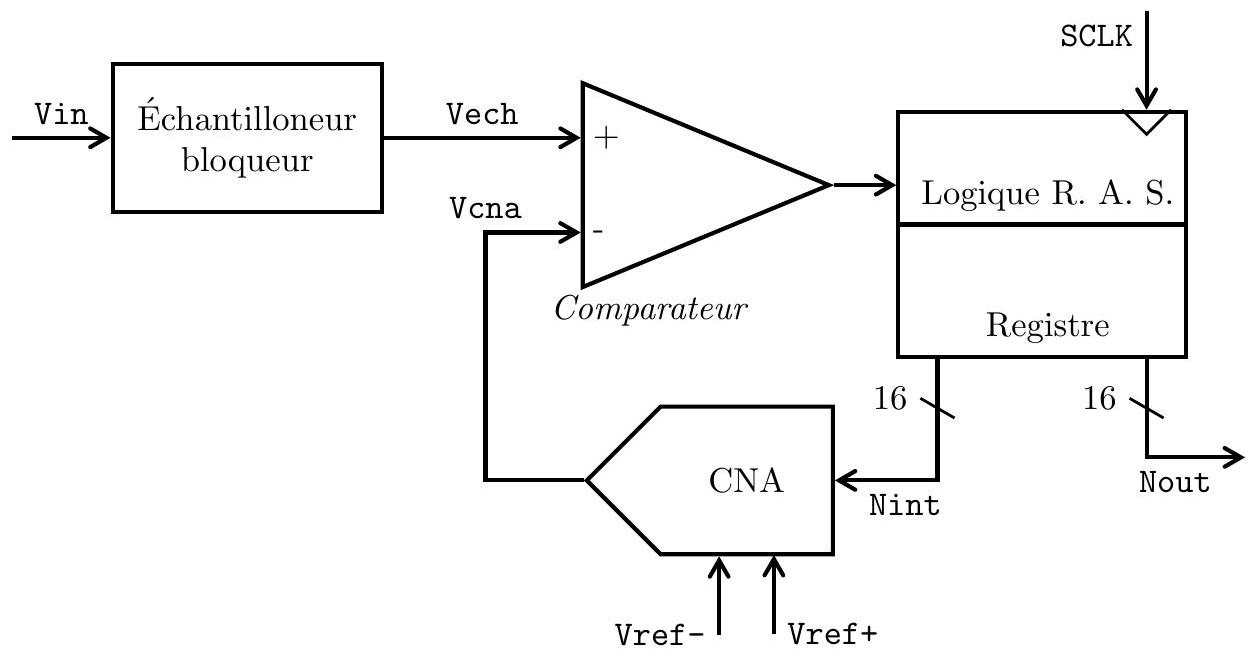 SCLK
Vin
Échantilloneur
bloqueur
Vech
+
Vcna
-
Comparateur
Logique R. A. S.
Registre
16
16
CNA
Nint
Nout
Vref-
Vref+